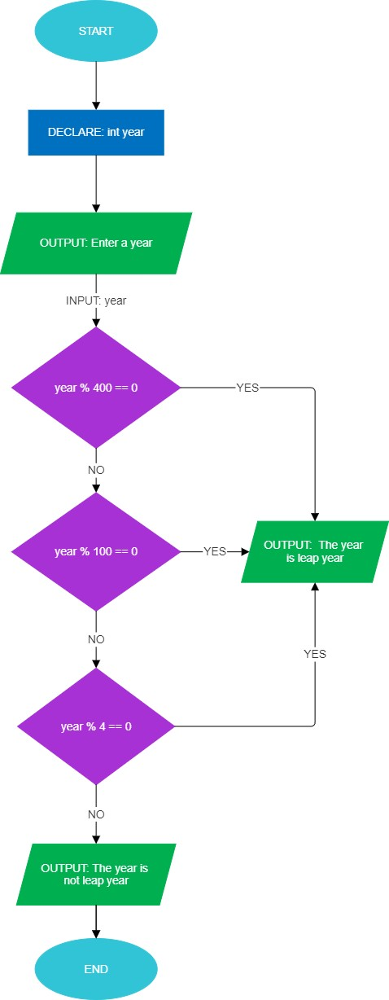 START
DECLARE: int year
OUTPUT: Enter a year
INPUT: year
year % 400 == 0
YES
NO
year % 100 == 0
YES
OUTPUT:  The year
is leap year
NO
YES
year % 4 == 0
NO
OUTPUT: The year is
not leap year
END